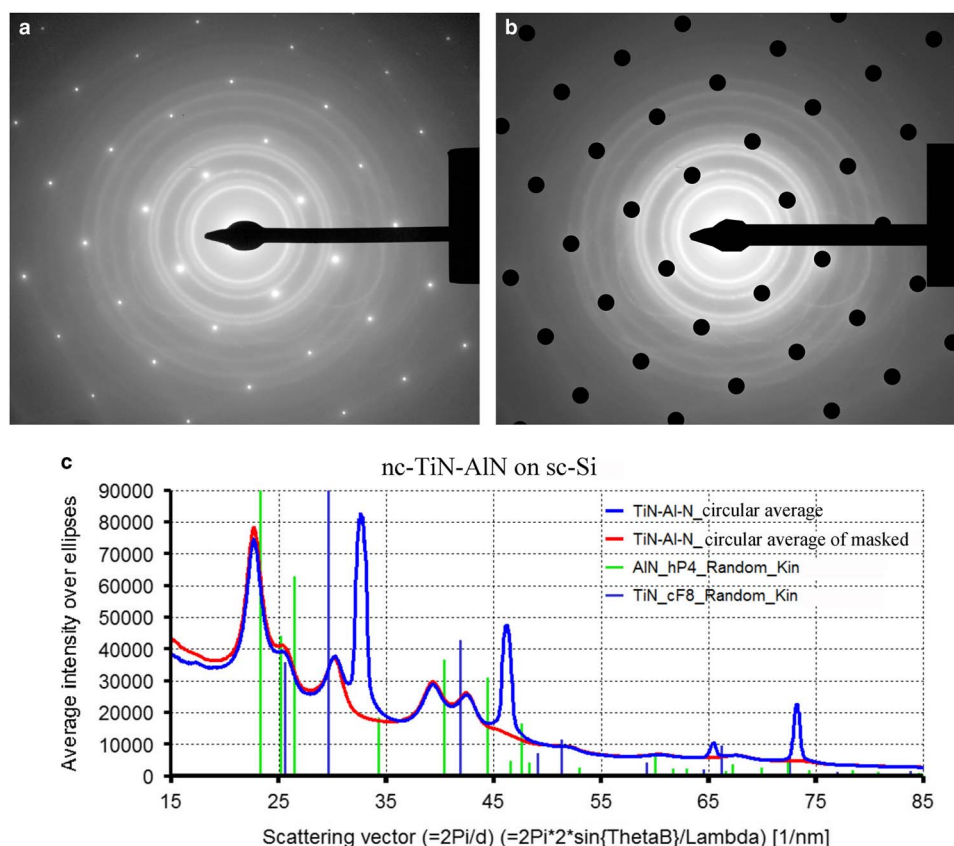 a
b
c
nc-TiN-AlN on sc-Si
90000
80000
70000
60000
50000
40000
30000
20000
10000
0
Average intensity over ellipses
TiN-Al-N_circular average
TiN-Al-N_circular average of masked
AlN_hP4_Random_Kin
TiN_cF8_Random_Kin
15 25 35 45 55 65 75 85
Scattering vector (=2Pi/d) (=2Pi*2*sin{ThetaB}/Lambda) [1/nm]